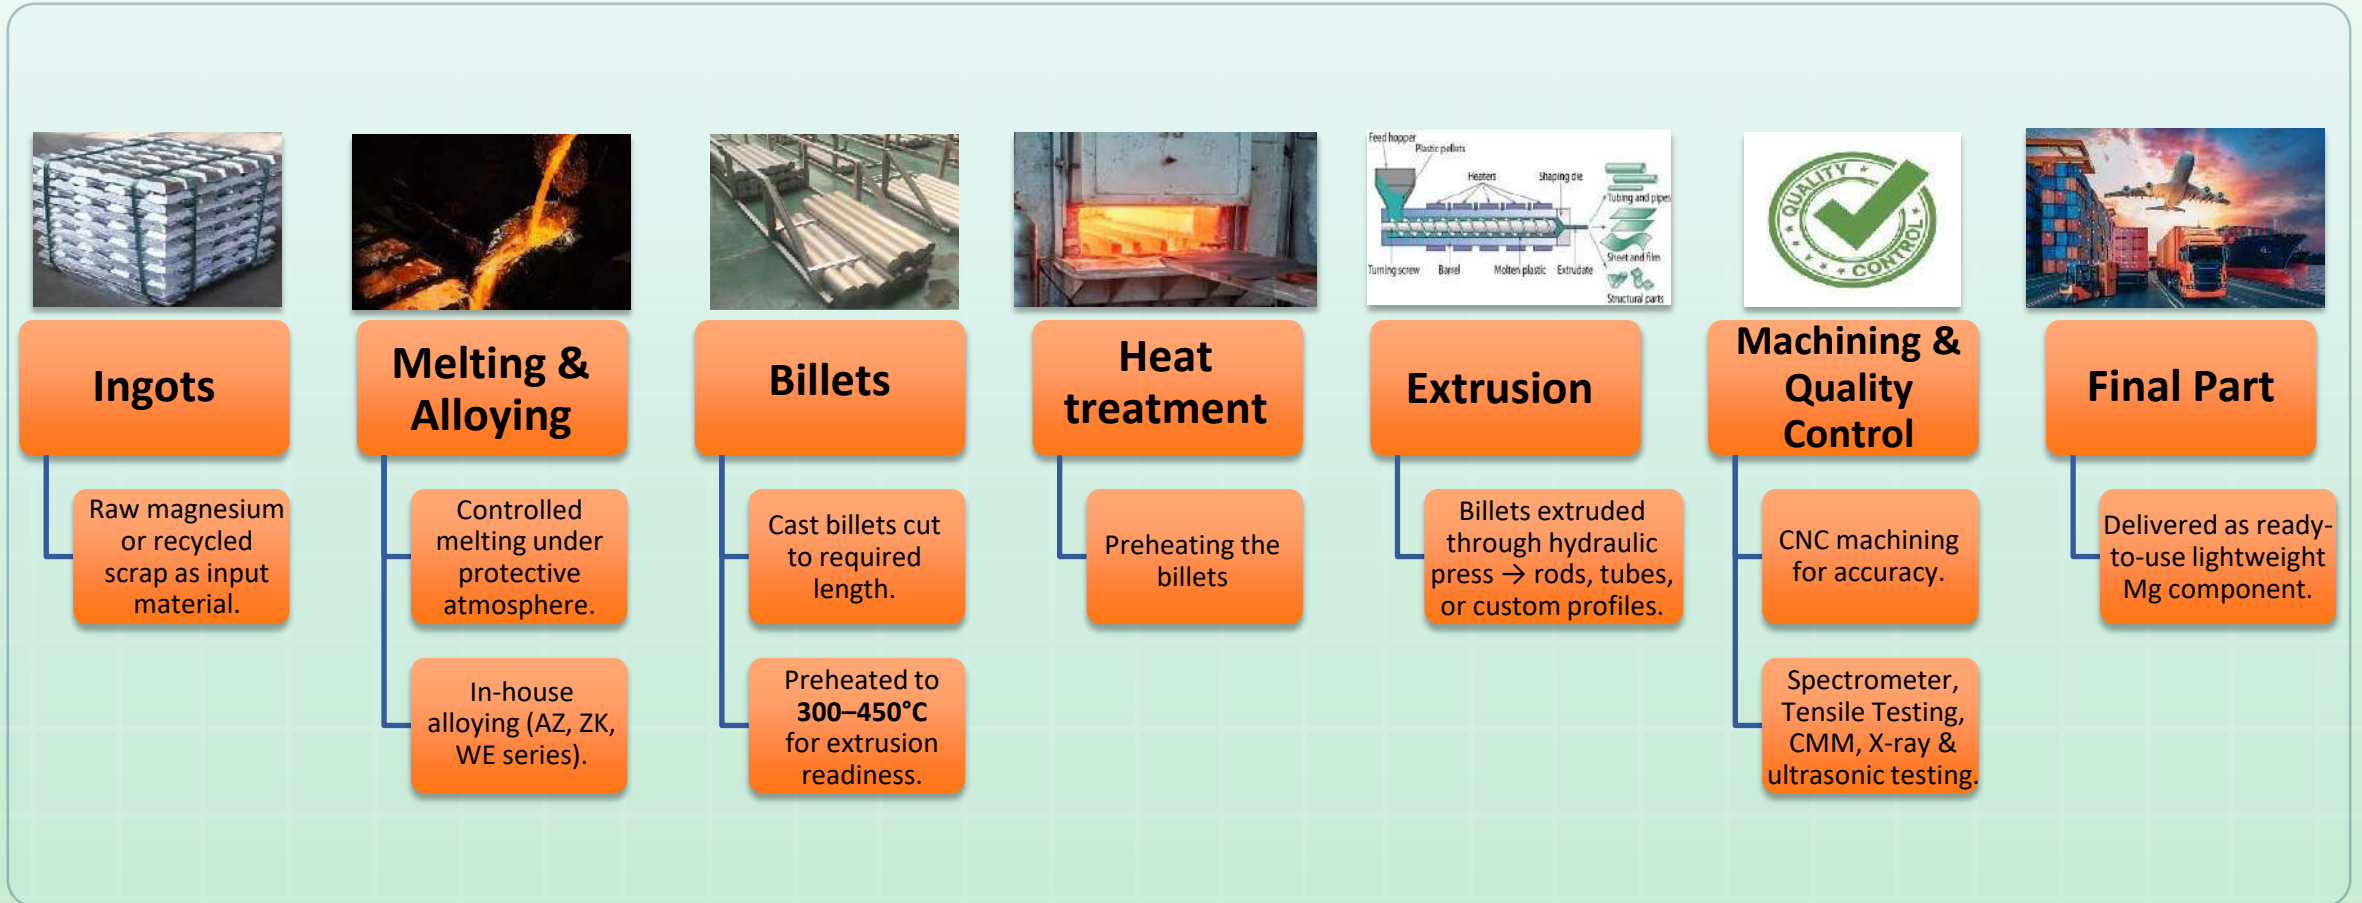 Feed hopper
Plastic pellets
Heaters
Shaping die
Tubing and pipes
Sheet and film
Turning screw
Barrel
Molten plastic
Extrudate
Structural parts
QUALITY
CONTROL
Ingots
Raw magnesium
or recycled
scrap as input
material.
Melting &
Alloying
Controlled
melting under
protective
atmosphere.
In-house
alloying (AZ, ZK,
WE series).
Billets
Cast billets cut
to required
length.
Preheated to
300–450°C
for extrusion
readiness.
Heat
treatment
Preheating the
billets
Extrusion
Billets extruded
through hydraulic
press → rods, tubes,
or custom profiles.
Machining &
Quality
Control
CNC machining
for accuracy.
Spectrometer,
Tensile Testing,
CMM, X-ray &
ultrasonic testing.
Final Part
Delivered as ready-
to-use lightweight
Mg component.